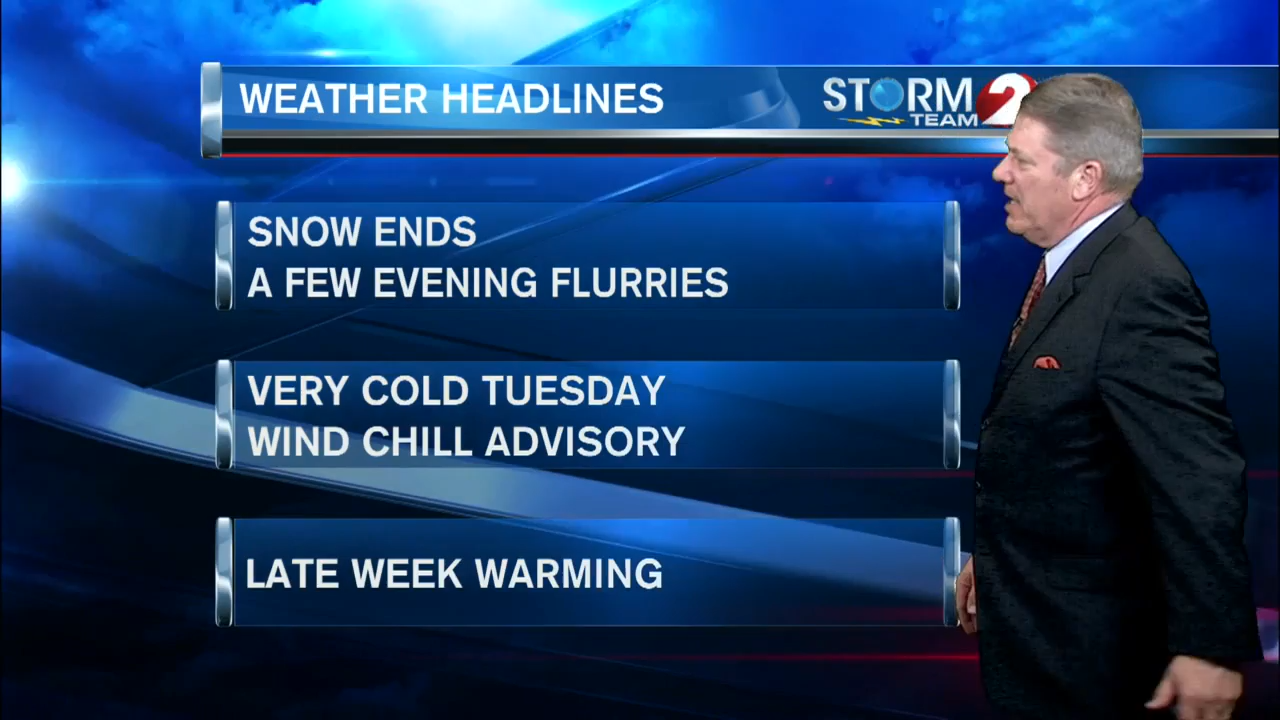 WEATHER HEADLINES
STORM
TEAM 2
SNOW ENDS
A FEW EVENING FLURRIES
VERY COLD TUESDAY
WIND CHILL ADVISORY
LATE WEEK WARMING